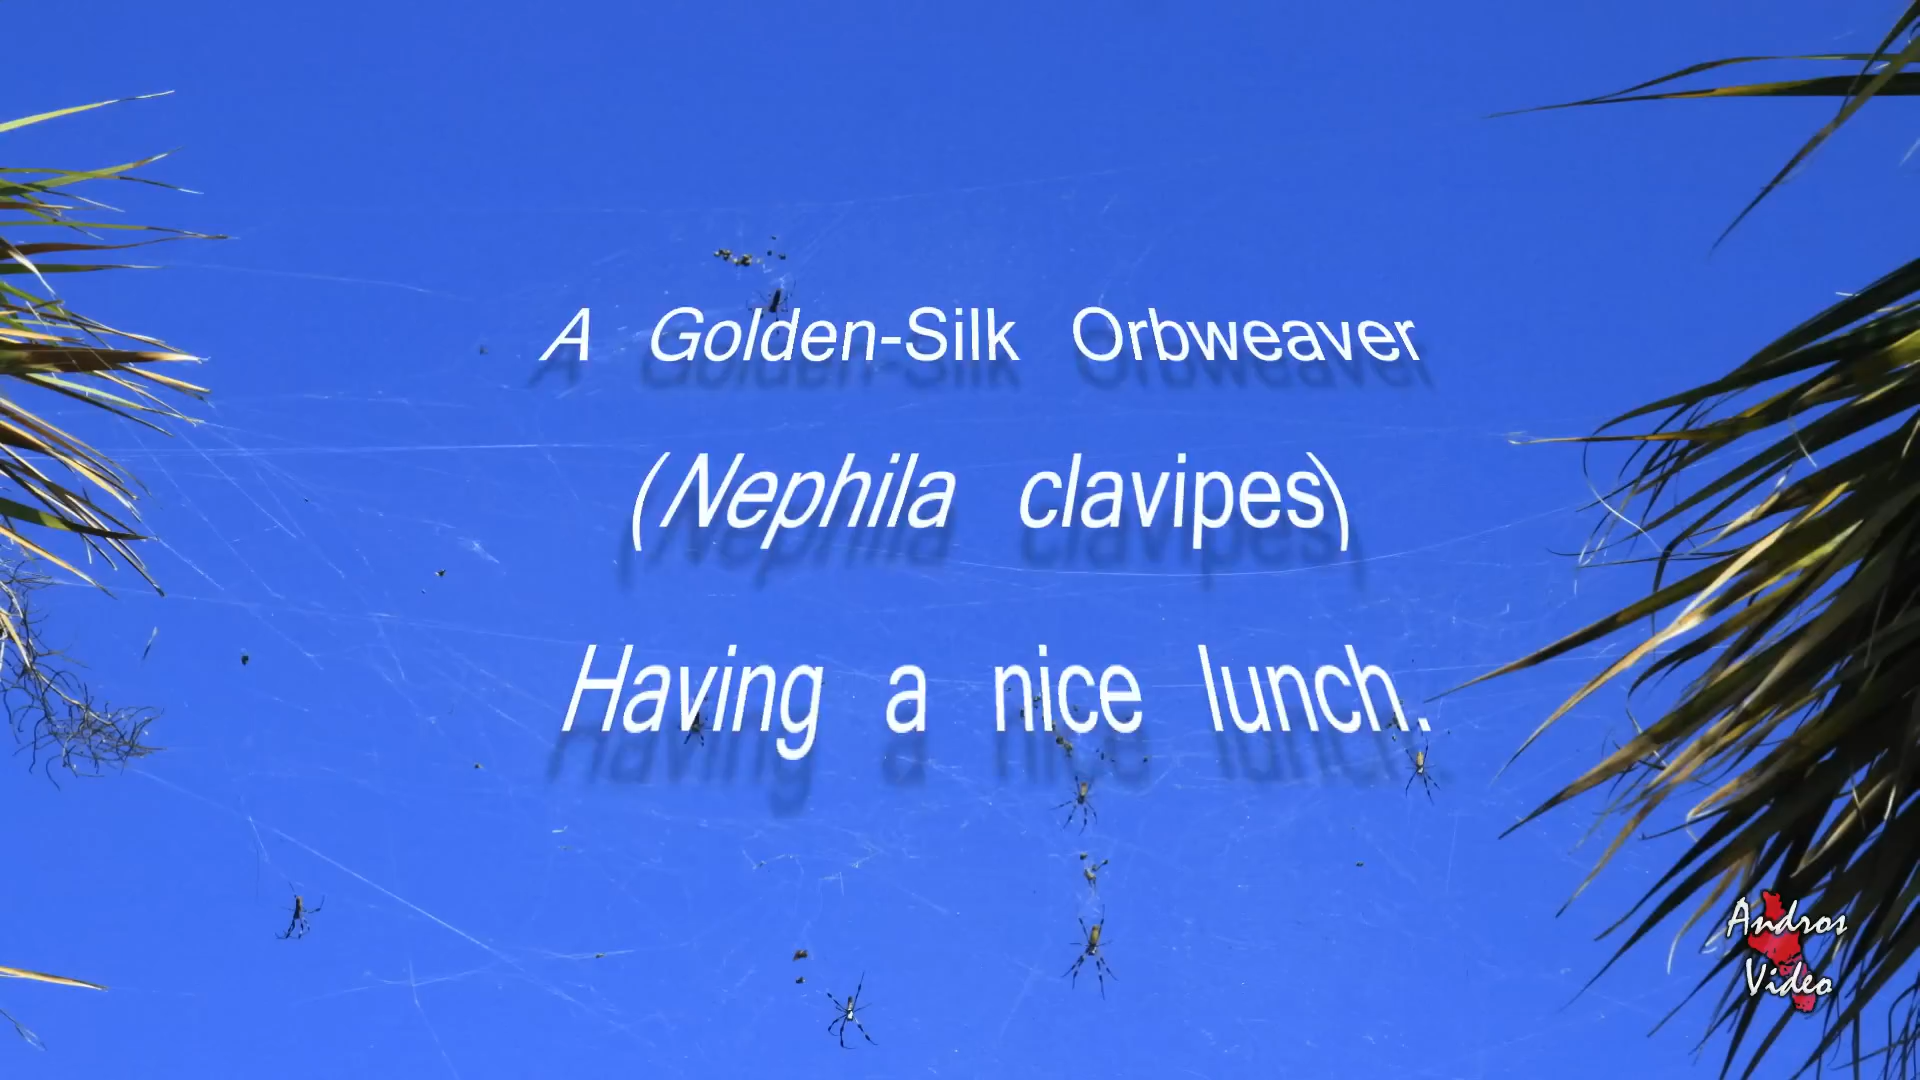 A Golden-Silk Orbweaver
(Nephila clavipes)
Having a nice lunch.
Andros
Video